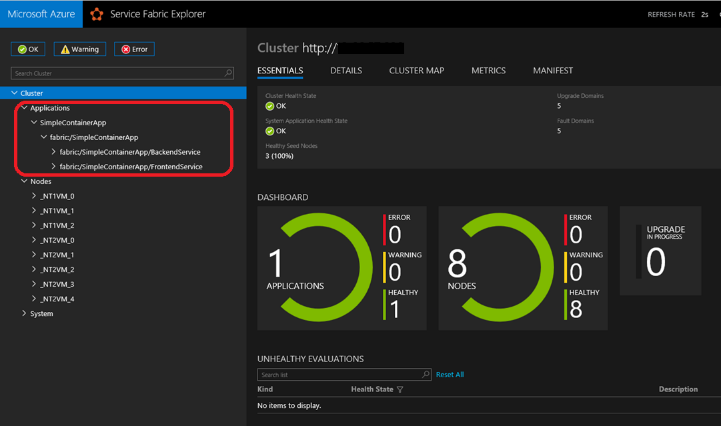 Microsoft Azure
Service Fabric Explorer
REFRESH RATE 2s
OK
Warning
Error
Search Cluster
Cluster
Applications
SimpleContainerApp
fabric:/SimpleContainerApp
fabric:/SimpleContainerApp/BackendService
fabric:/SimpleContainerApp/FrontendService
Nodes
_NT1VM_0
_NT1VM_1
_NT1VM_2
_NT2VM_0
_NT2VM_1
_NT2VM_2
_NT2VM_3
_NT2VM_4
System
Cluster http://
ESSENTIALS DETAILS CLUSTER MAP METRICS MANIFEST
Cluster Health State
OK
System Application Health State
OK
Healthy Seed Nodes
3 (100%)
Upgrade Domains
5
Fault Domains
5
DASHBOARD
1
APPLICATIONS
ERROR
0
WARNING
0
HEALTHY
1
8
NODES
ERROR
0
WARNING
0
HEALTHY
8
UPGRADE
IN PROGRESS
0
UNHEALTHY EVALUATIONS
Search list
Reset All
Kind Health State Description
No items to display.